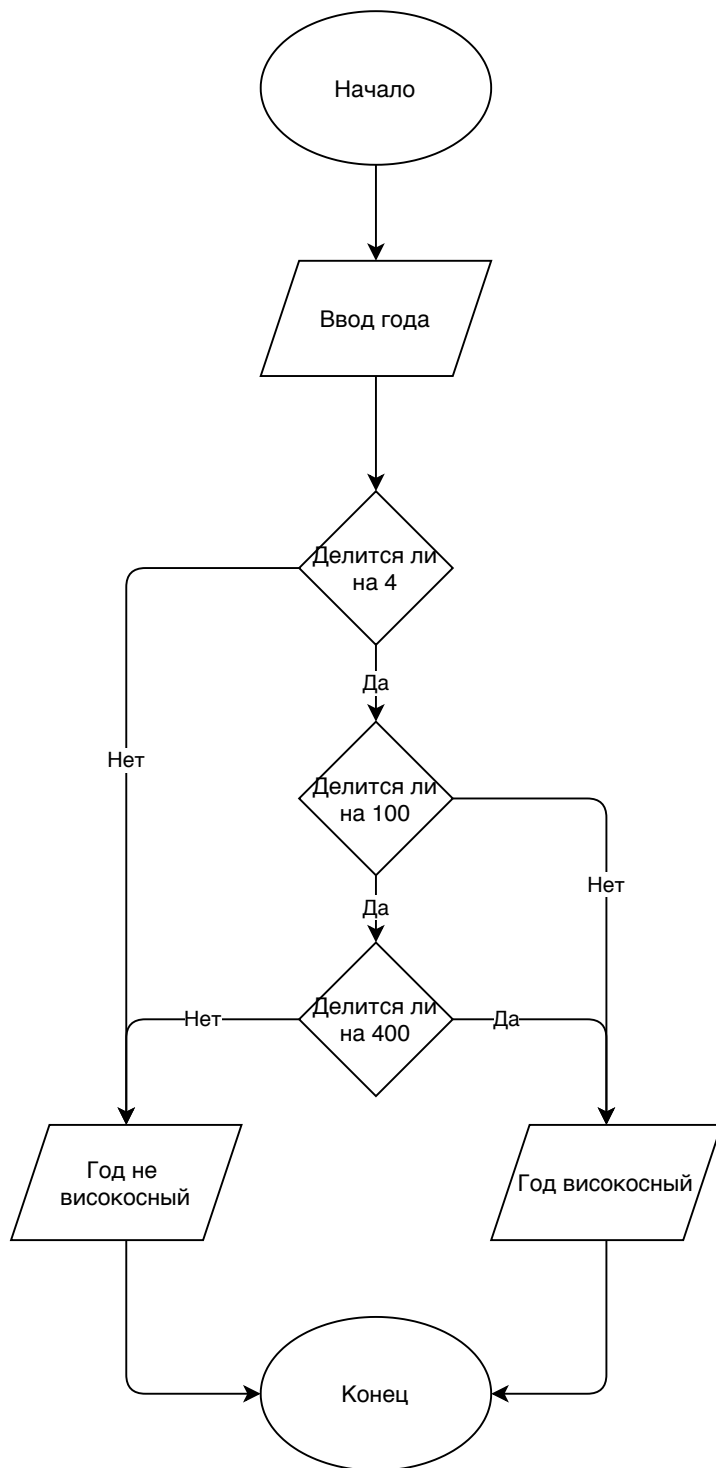 Начало
Ввод года
Делится ли
на 4
Да
Нет
Делится ли
на 100
Нет
Да
Делится ли
на 400
Нет
Да
Год не
високосный
Год високосный
Конец